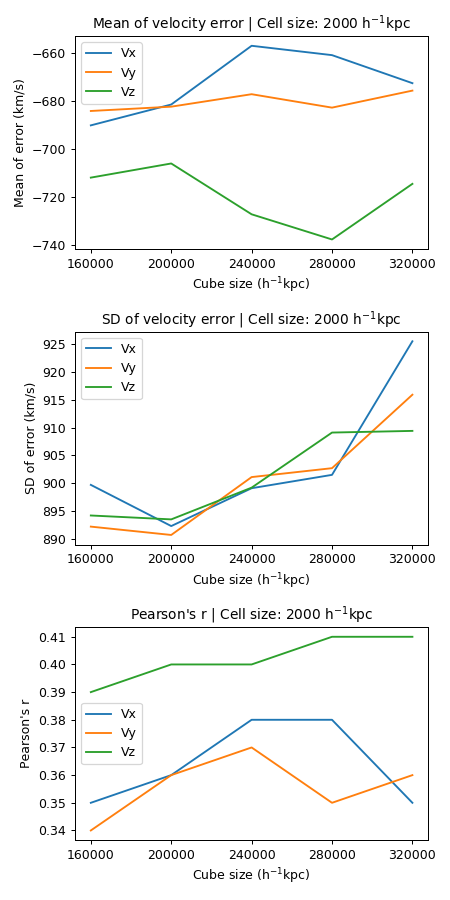 Mean of velocity error | Cell size: 2000 h⁻¹kpc
Mean of error (km/s)
−660
−680
−700
−720
−740
Vx
Vy
Vz
160000 200000 240000 280000 320000
Cube size (h⁻¹kpc)
SD of velocity error | Cell size: 2000 h⁻¹kpc
SD of error (km/s)
925
920
915
910
905
900
895
890
Vx
Vy
Vz
160000 200000 240000 280000 320000
Cube size (h⁻¹kpc)
Pearson's r | Cell size: 2000 h⁻¹kpc
Pearson's r
0.41
0.40
0.39
0.38
0.37
0.36
0.35
0.34
Vx
Vy
Vz
160000 200000 240000 280000 320000
Cube size (h⁻¹kpc)